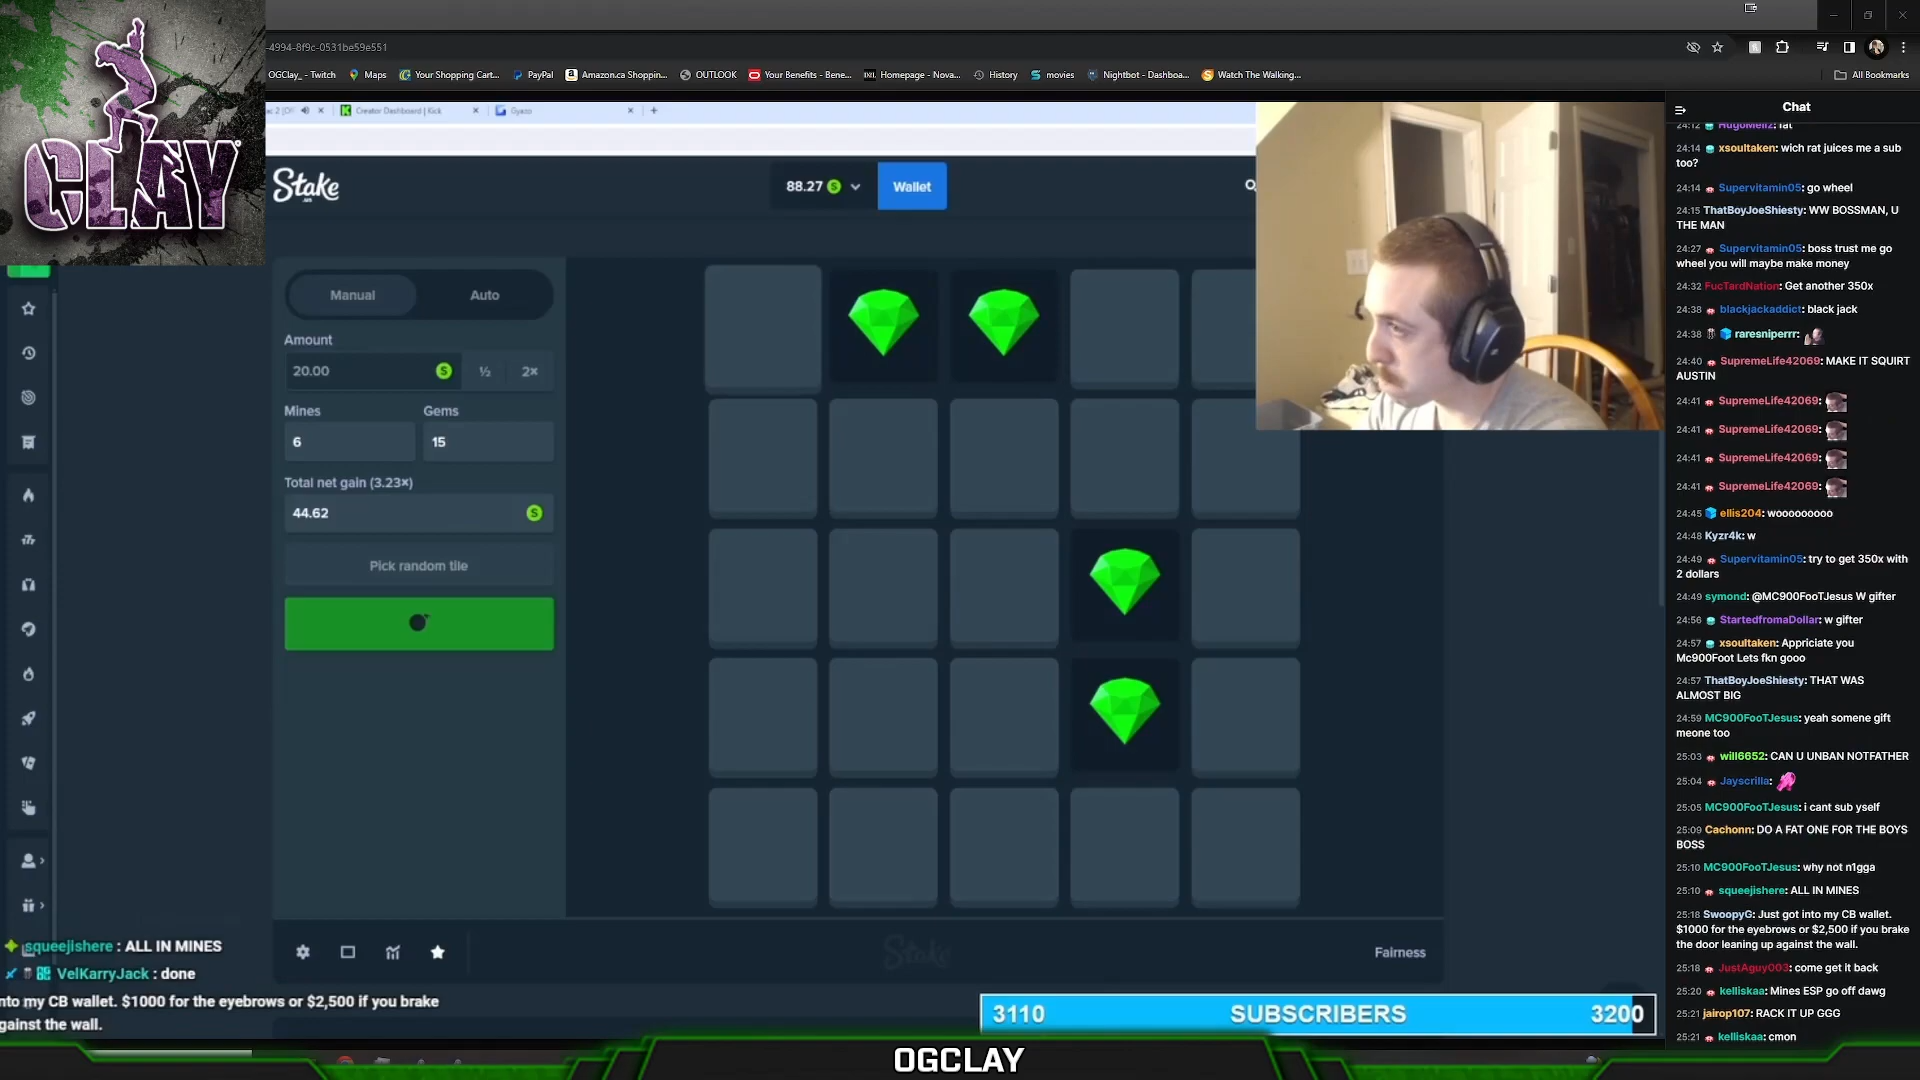 CLAY
-4994-8f9c-0531be59e551
OGClay_ - Twitch
Maps
Your Shopping Cart...
PayPal
Amazon.ca Shoppin...
OUTLOOK
Your Benefits - Bene...
Homepage - Nova...
History
movies
Nightbot - Dashboa...
Watch The Walking...
All Bookmarks
Creator Dashboard | Kick
Gyazo
Stake
88.27
Wallet
Manual
Auto
Amount
20.00
½
2×
Mines
Gems
6
15
Total net gain (3.23×)
44.62
Pick random tile
Stake
Fairness
squeejishere : ALL IN MINES
VelKarryJack : done
nto my CB wallet. $1000 for the eyebrows or $2,500 if you brake
gainst the wall.
3110
SUBSCRIBERS
3200
OGCLAY
Chat
24:12 HugoMell2: fat
24:14 xsoultaken: wich rat juices me a sub
too?
24:14 Supervitamin05: go wheel
24:15 ThatBoyJoeShiesty: WW BOSSMAN, U
THE MAN
24:27 Supervitamin05: boss trust me go
wheel you will maybe make money
24:32 FucTardNation: Get another 350x
24:38 blackjackaddict: black jack
24:38 raresniperrr:
24:40 SupremeLife42069: MAKE IT SQUIRT
AUSTIN
24:41 SupremeLife42069:
24:41 SupremeLife42069:
24:41 SupremeLife42069:
24:41 SupremeLife42069:
24:45 ellis204: wooooooooo
24:48 Kyzr4k: w
24:49 Supervitamin05: try to get 350x with
2 dollars
24:49 symond: @MC900FooTJesus W gifter
24:56 StartedfromaDollar: w gifter
24:57 xsoultaken: Appriciate you
Mc900Foot Lets fkn gooo
24:57 ThatBoyJoeShiesty: THAT WAS
ALMOST BIG
24:59 MC900FooTJesus: yeah somene gift
meone too
25:03 will6652: CAN U UNBAN NOTFATHER
25:04 Jayscrilla:
25:05 MC900FooTJesus: i cant sub yself
25:09 Cachonn: DO A FAT ONE FOR THE BOYS
BOSS
25:10 MC900FooTJesus: why not n1gga
25:10 squeejishere: ALL IN MINES
25:18 SwoopyG: Just got into my CB wallet.
$1000 for the eyebrows or $2,500 if you brake
the door leaning up against the wall.
25:18 JustAguy003: come get it back
25:20 kelliskaa: Mines ESP go off dawg
25:21 jairop107: RACK IT UP GGG
25:21 kelliskaa: cmon